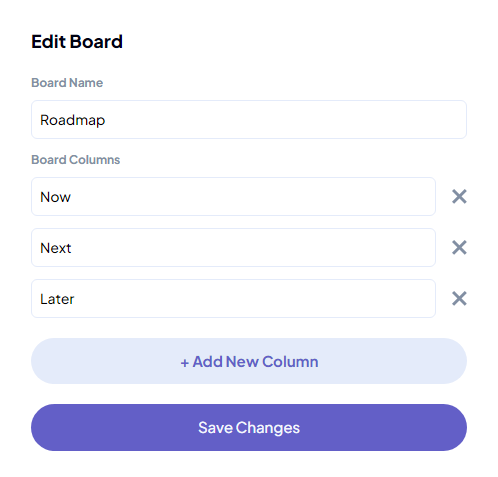 Edit Board
Board Name
Roadmap
Board Columns
Now
Next
Later
+ Add New Column
Save Changes